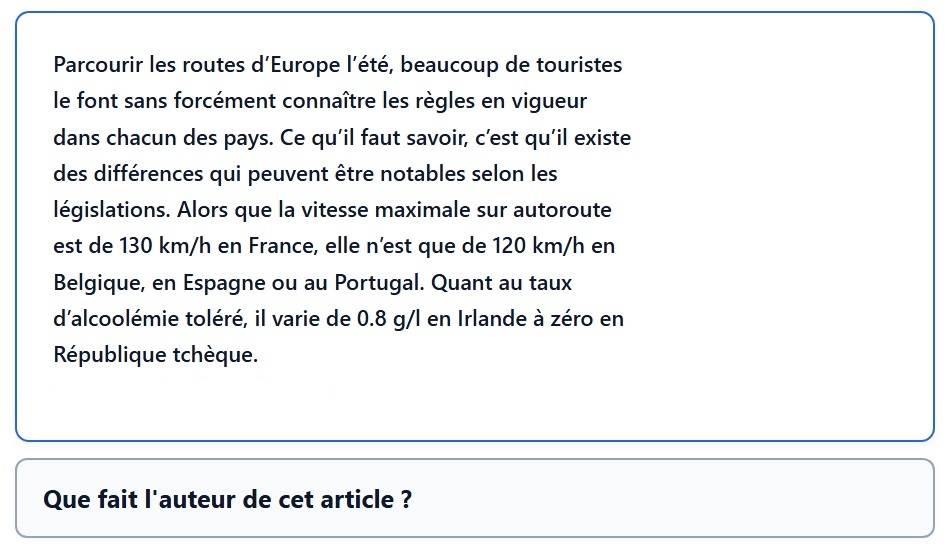 Parcourir les routes d’Europe l’été, beaucoup de touristes
le font sans forcément connaître les règles en vigueur
dans chacun des pays. Ce qu’il faut savoir, c’est qu’il existe
des différences qui peuvent être notables selon les
législations. Alors que la vitesse maximale sur autoroute
est de 130 km/h en France, elle n’est que de 120 km/h en
Belgique, en Espagne ou au Portugal. Quant au taux
d’alcoolémie toléré, il varie de 0.8 g/l en Irlande à zéro en
République tchèque.
Que fait l'auteur de cet article ?